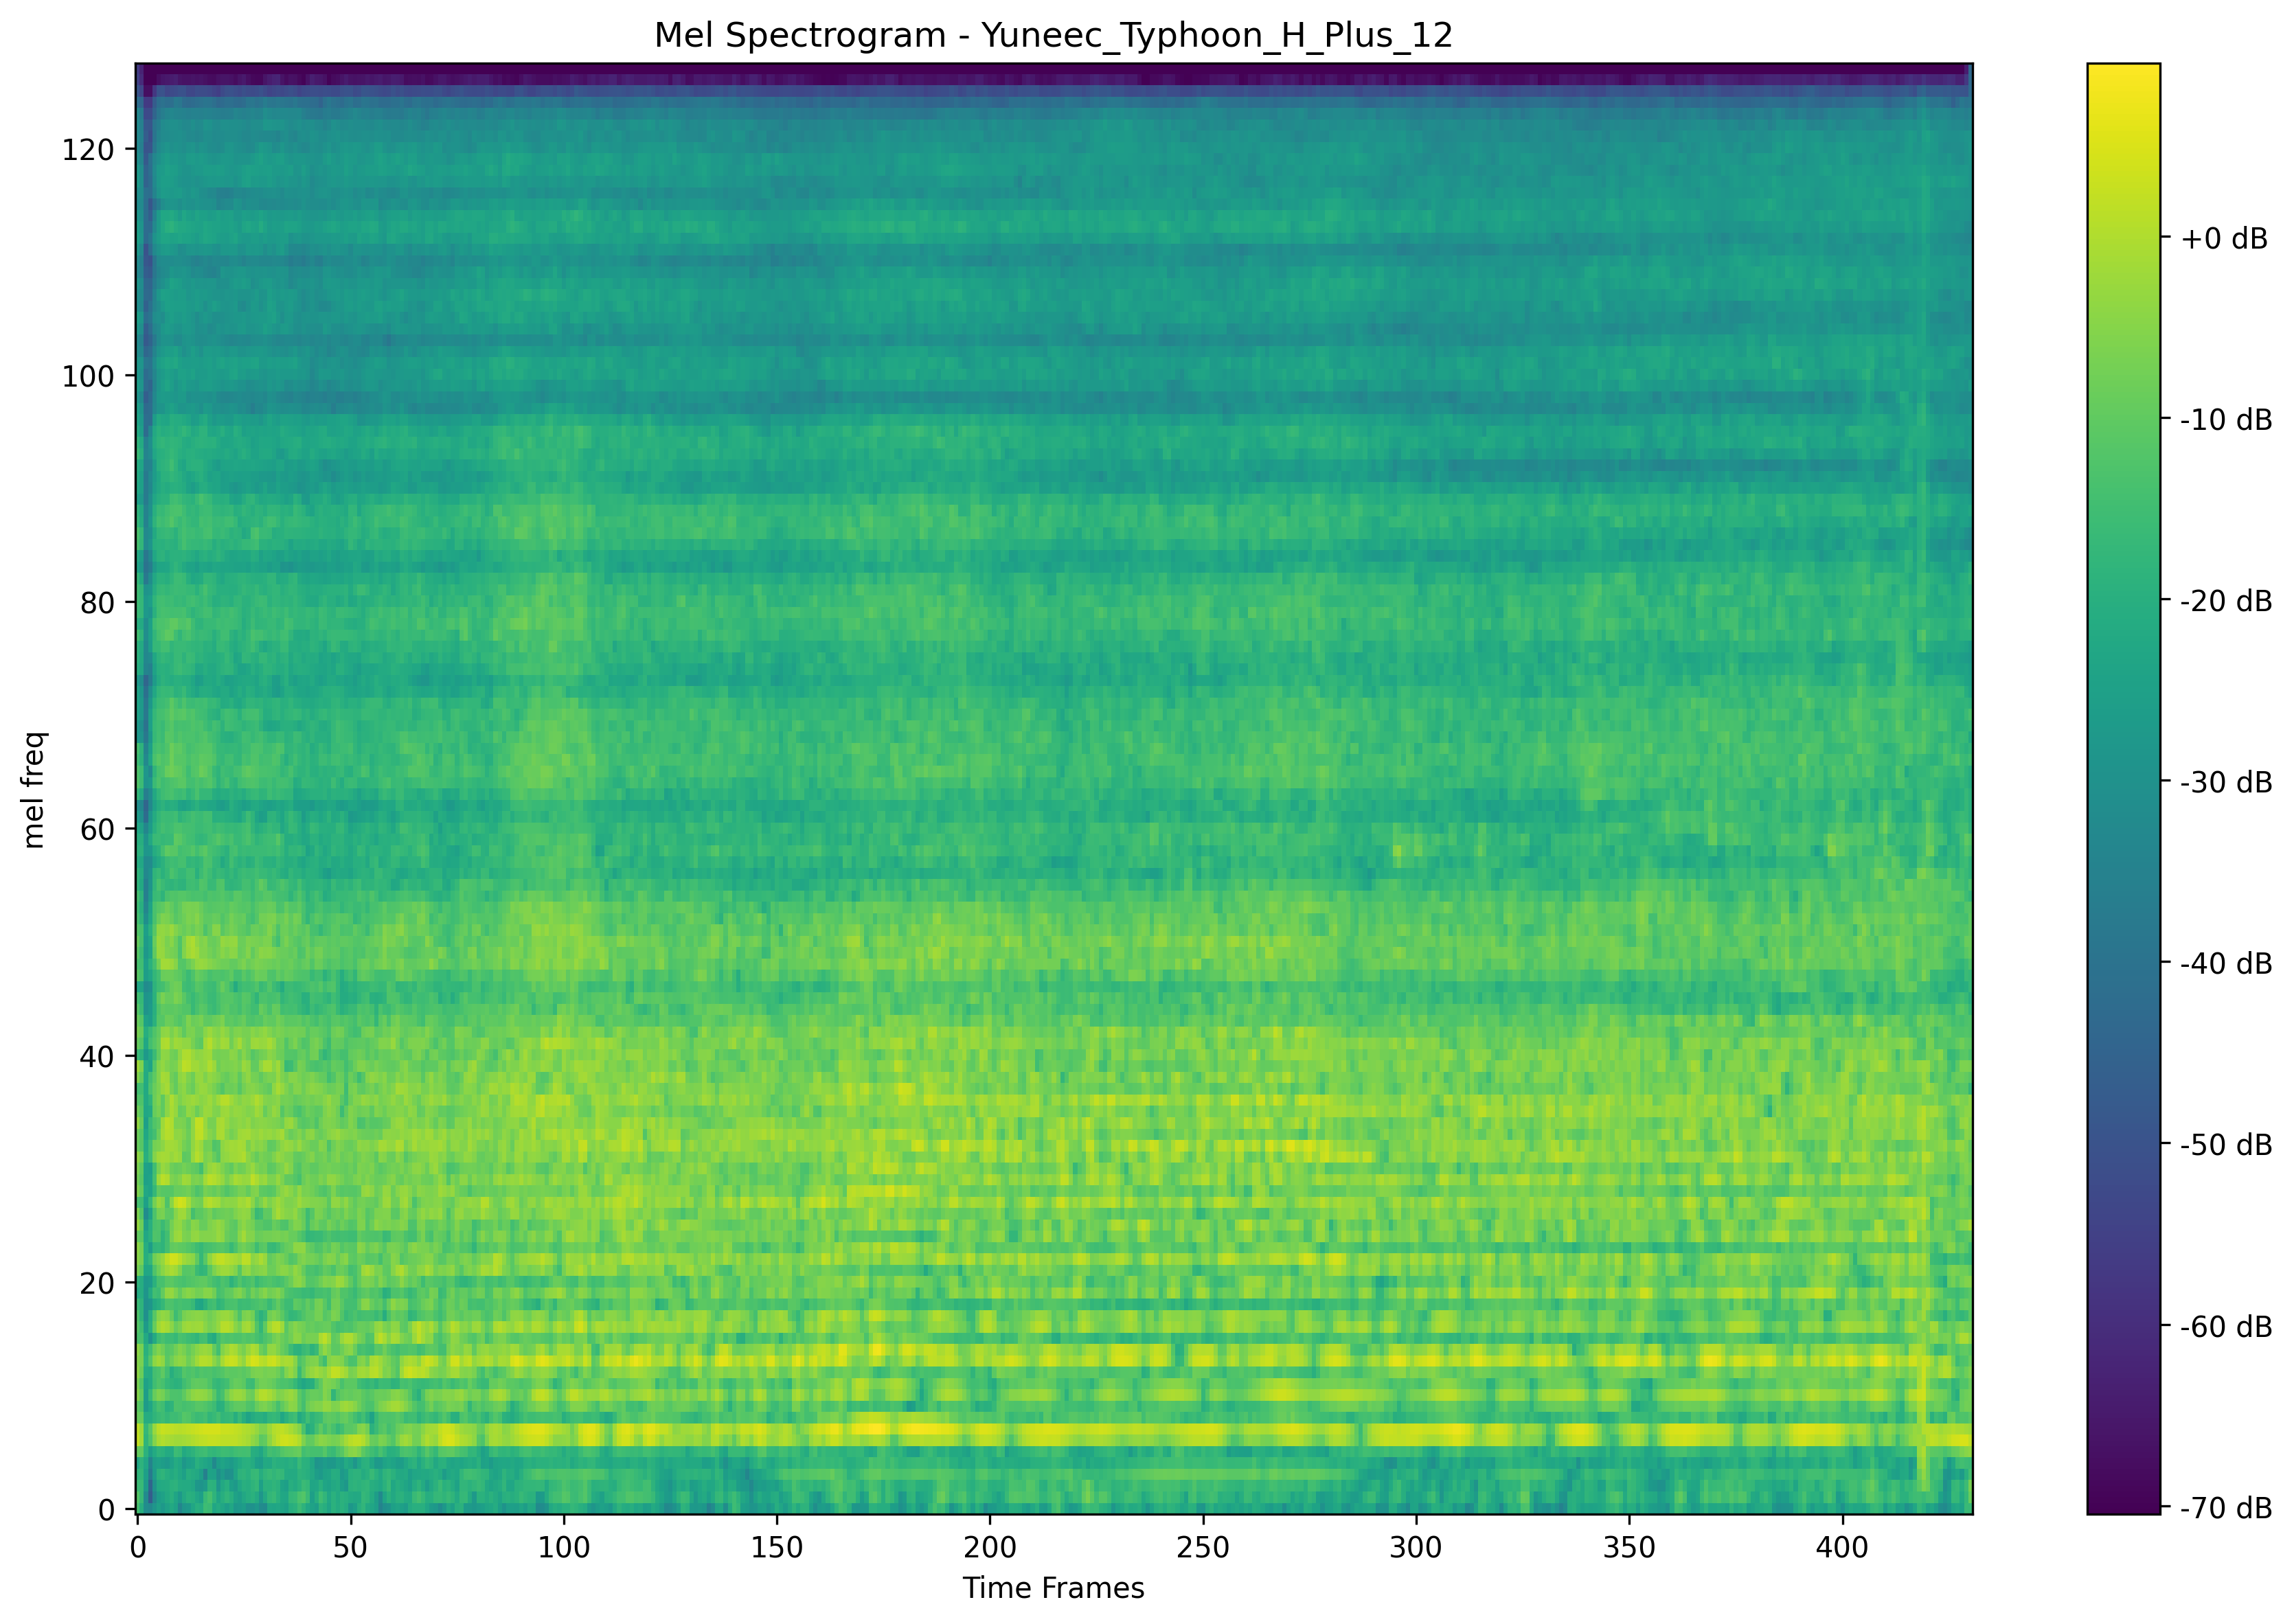 Mel Spectrogram - Yuneec_Typhoon_H_Plus_12
mel freq
120
100
80
60
40
20
0
0 50 100 150 200 250 300 350 400
Time Frames
+0 dB
-10 dB
-20 dB
-30 dB
-40 dB
-50 dB
-60 dB
-70 dB